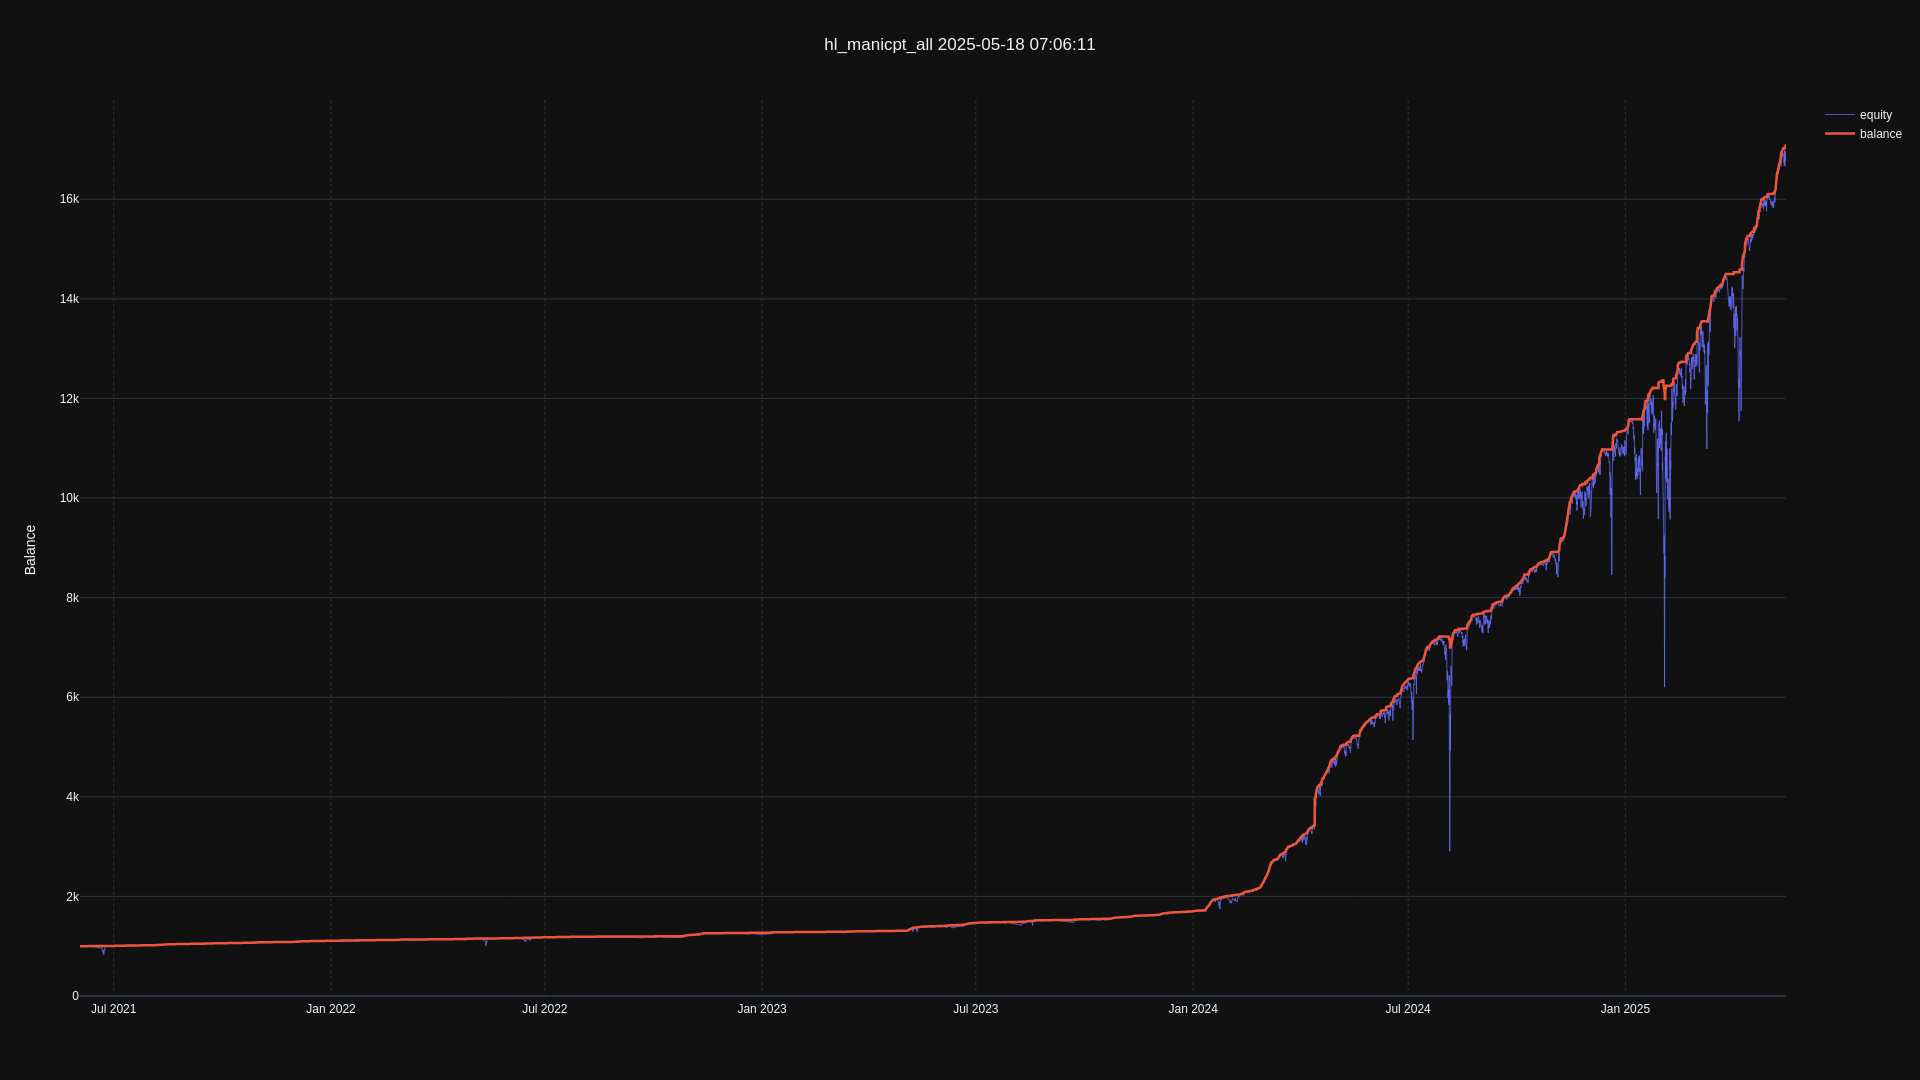 hl_manicpt_all 2025-05-18 07:06:11
equity
balance
16k
14k
12k
10k
8k
6k
4k
2k
0
Balance
Jul 2021
Jan 2022
Jul 2022
Jan 2023
Jul 2023
Jan 2024
Jul 2024
Jan 2025